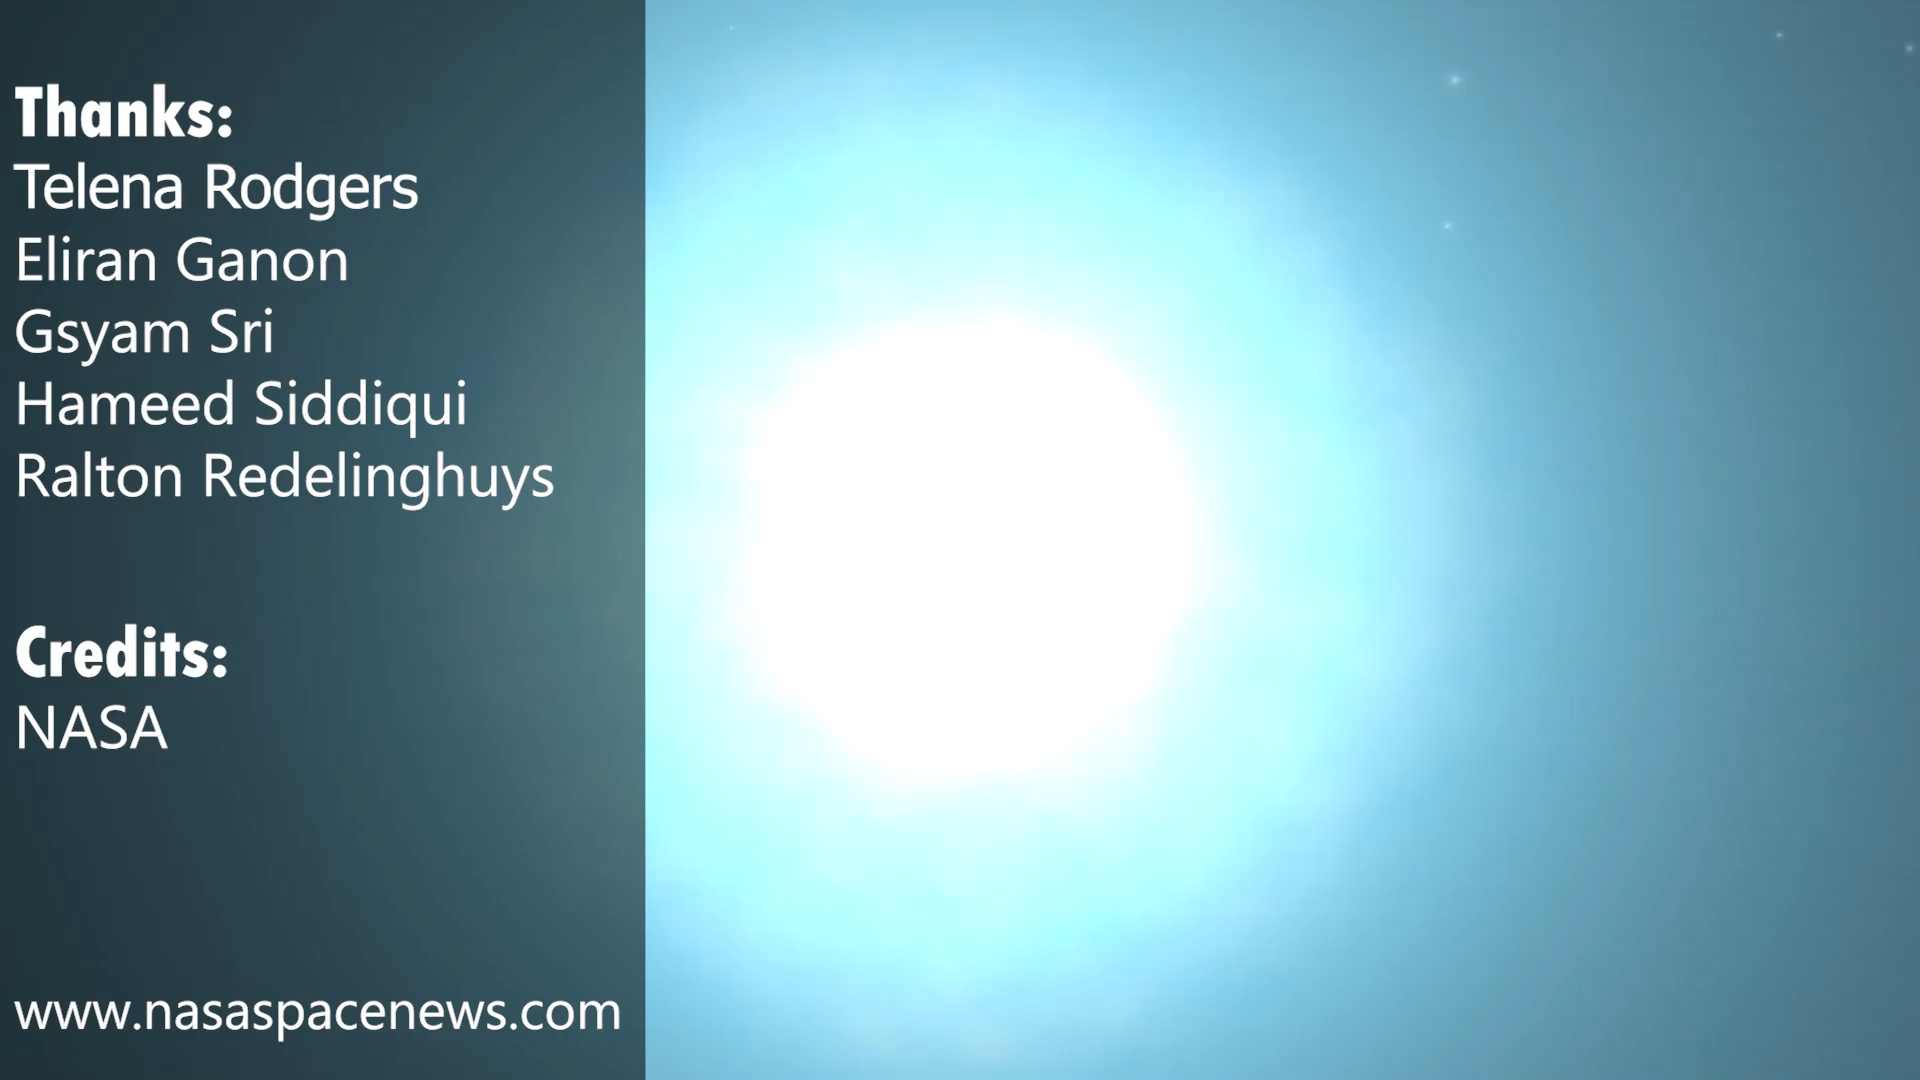 Thanks:
Telena Rodgers
Eliran Ganon
Gsyam Sri
Hameed Siddiqui
Ralton Redelinghuys
Credits:
NASA
www.nasaspacenews.com